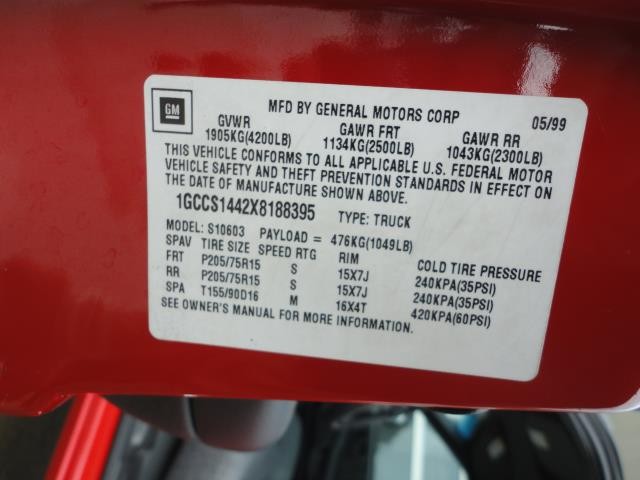 GM
MFD BY GENERAL MOTORS CORP 05/99
GVWR GAWR FRT GAWR RR
1905KG(4200LB) 1134KG(2500LB) 1043KG(2300LB)
THIS VEHICLE CONFORMS TO ALL APPLICABLE U.S. FEDERAL MOTOR
VEHICLE SAFETY AND THEFT PREVENTION STANDARDS IN EFFECT ON
THE DATE OF MANUFACTURE SHOWN ABOVE.
1GCCS1442X8188395 TYPE: TRUCK
MODEL: S10603 PAYLOAD = 476KG(1049LB)
SPAV TIRE SIZE SPEED RTG RIM COLD TIRE PRESSURE
FRT P205/75R15 S 15X7J 240KPA(35PSI)
RR P205/75R15 S 15X7J 240KPA(35PSI)
SPA T155/90D16 M 16X4T 420KPA(60PSI)
SEE OWNER'S MANUAL FOR MORE INFORMATION.